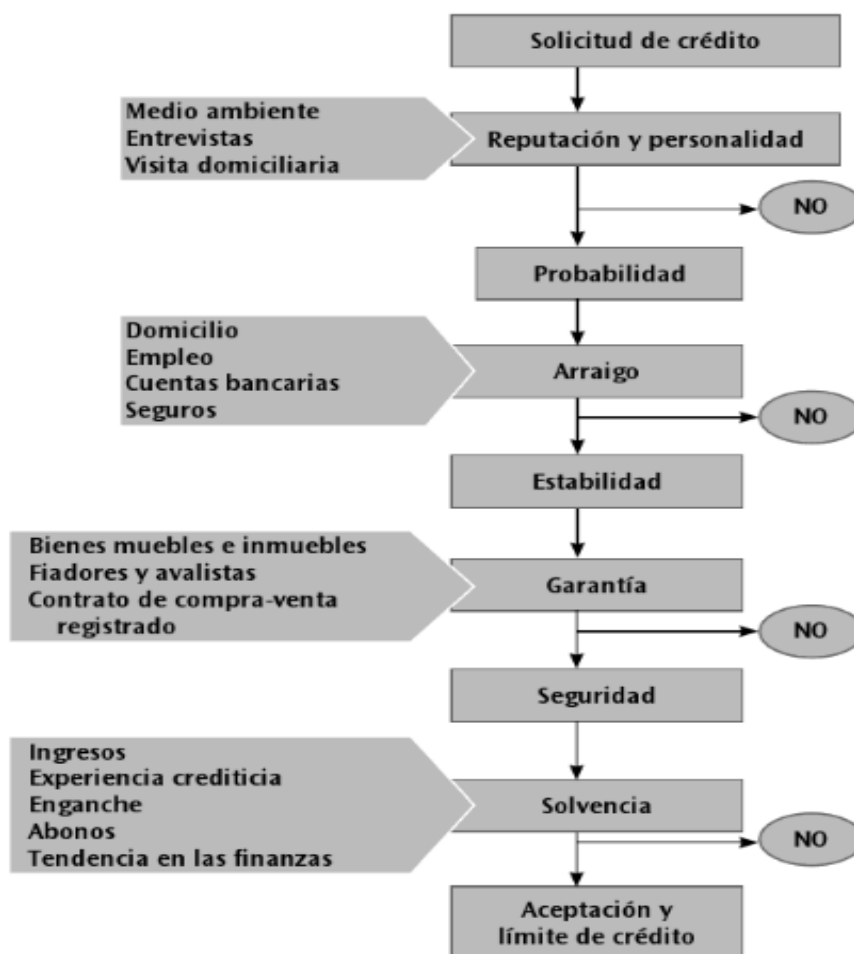 Solicitud de crédito
Medio ambiente
Entrevistas
Visita domiciliaria
Reputación y personalidad
NO
Probabilidad
Domicilio
Empleo
Cuentas bancarias
Seguros
Arraigo
NO
Estabilidad
Bienes muebles e inmuebles
Fiadores y avalistas
Contrato de compra-venta
registrado
Garantía
NO
Seguridad
Ingresos
Experiencia crediticia
Enganche
Abonos
Tendencia en las finanzas
Solvencia
NO
Aceptación y
límite de crédito